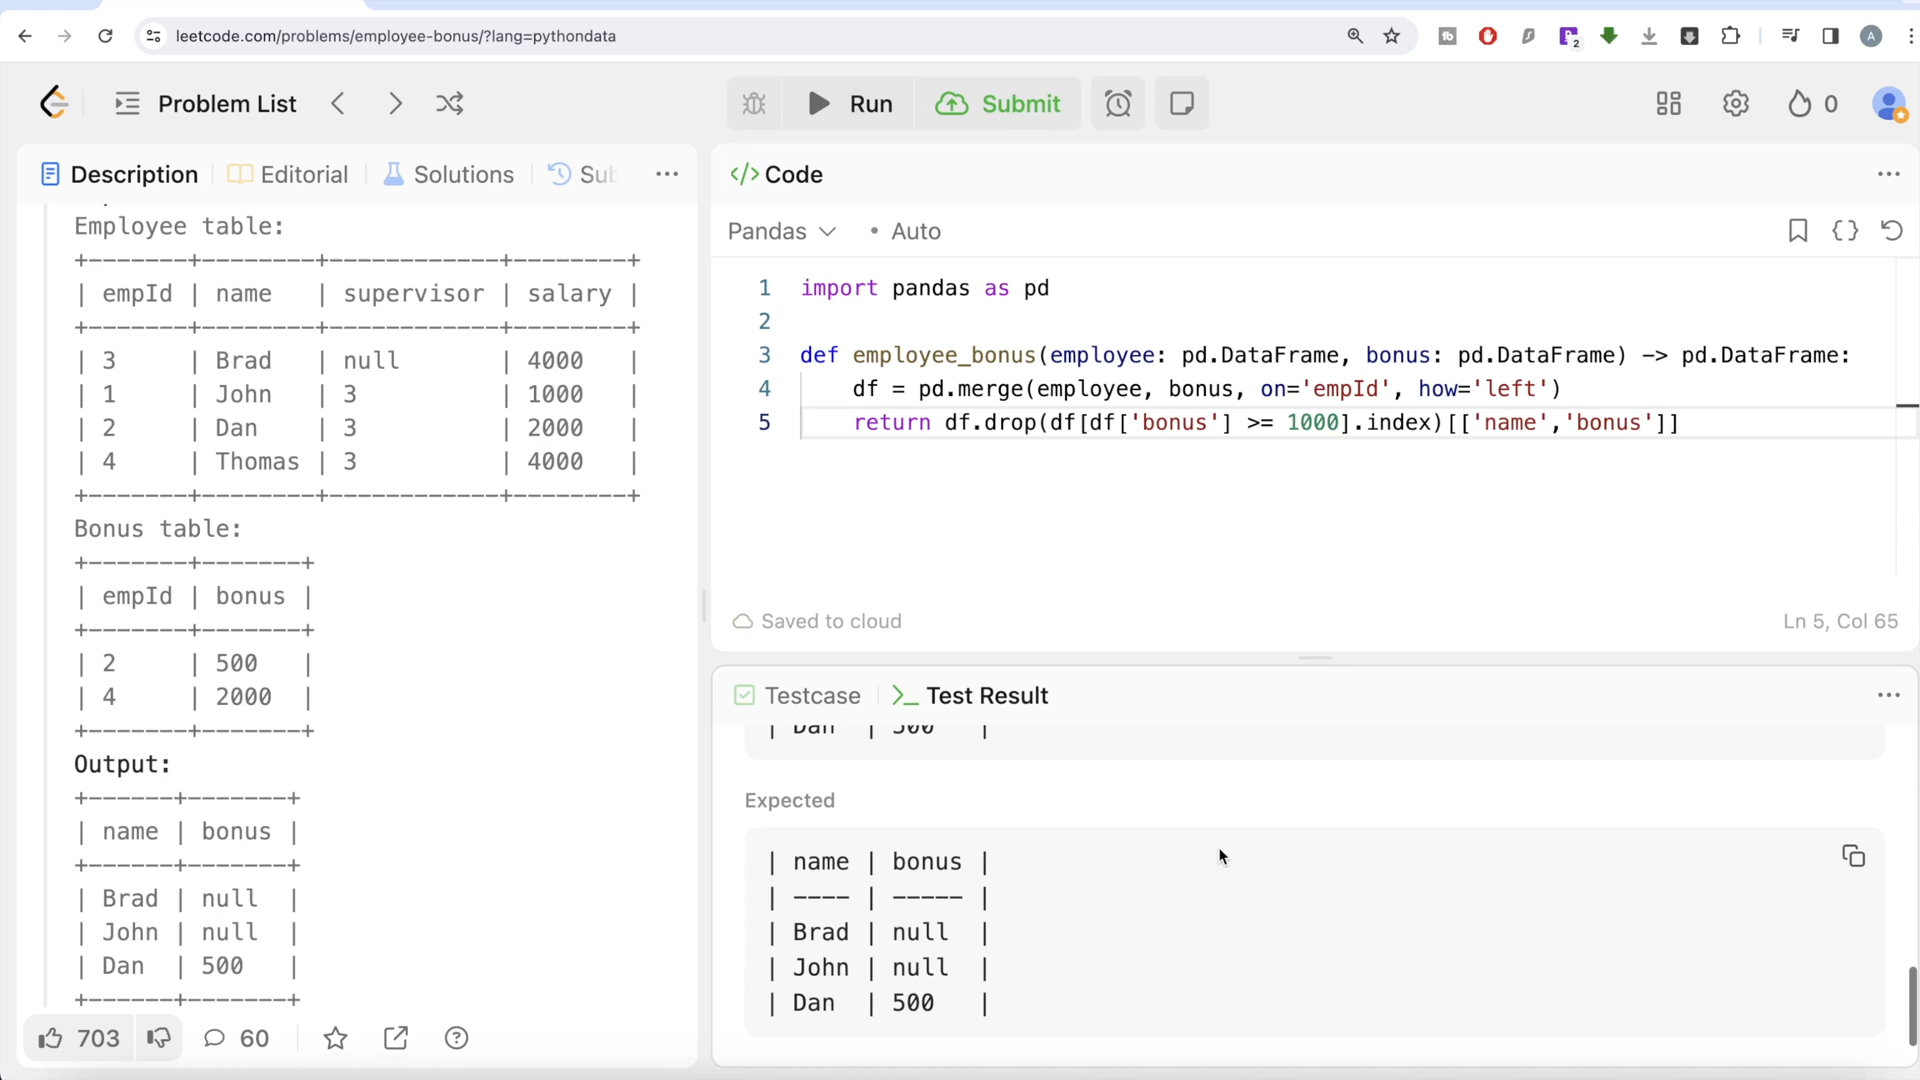 leetcode.com/problems/employee-bonus/?lang=pythondata
2
A
Problem List
Run
Submit
0
Description
Editorial
Solutions
Sub
Code
Pandas
• Auto
Employee table:
+-------+--------+------------+--------+
| empId | name   | supervisor | salary |
+-------+--------+------------+--------+
| 3     | Brad   | null       | 4000   |
| 1     | John   | 3          | 1000   |
| 2     | Dan    | 3          | 2000   |
| 4     | Thomas | 3          | 4000   |
+-------+--------+------------+--------+
Bonus table:
+-------+-------+
| empId | bonus |
+-------+-------+
| 2     | 500   |
| 4     | 2000  |
+-------+-------+
Output:
+------+-------+
| name | bonus |
+------+-------+
| Brad | null  |
| John | null  |
| Dan  | 500   |
+------+-------+
703
60
1 import pandas as pd
2
3 def employee_bonus(employee: pd.DataFrame, bonus: pd.DataFrame) -> pd.DataFrame:
4     df = pd.merge(employee, bonus, on='empId', how='left')
5     return df.drop(df[df['bonus'] >= 1000].index)[['name','bonus']]
Saved to cloud
Ln 5, Col 65
Testcase
>_ Test Result
| Dan  | 500   |
Expected
| name | bonus |
| ---- | ----- |
| Brad | null  |
| John | null  |
| Dan  | 500   |